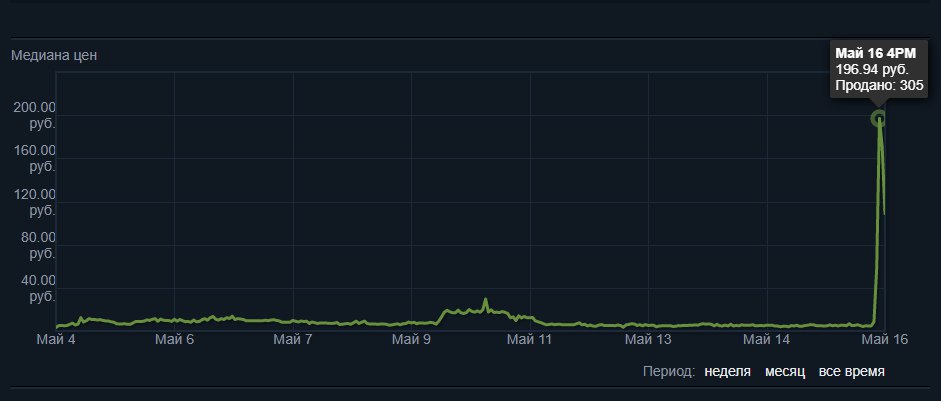 Медиана цен
Май 16 4PM
196.94 руб.
Продано: 305
200.00
руб.
160.00
руб.
120.00
руб.
80.00
руб.
40.00
руб.
Май 4
Май 6
Май 7
Май 9
Май 11
Май 13
Май 14
Май 16
Период: неделя месяц все время